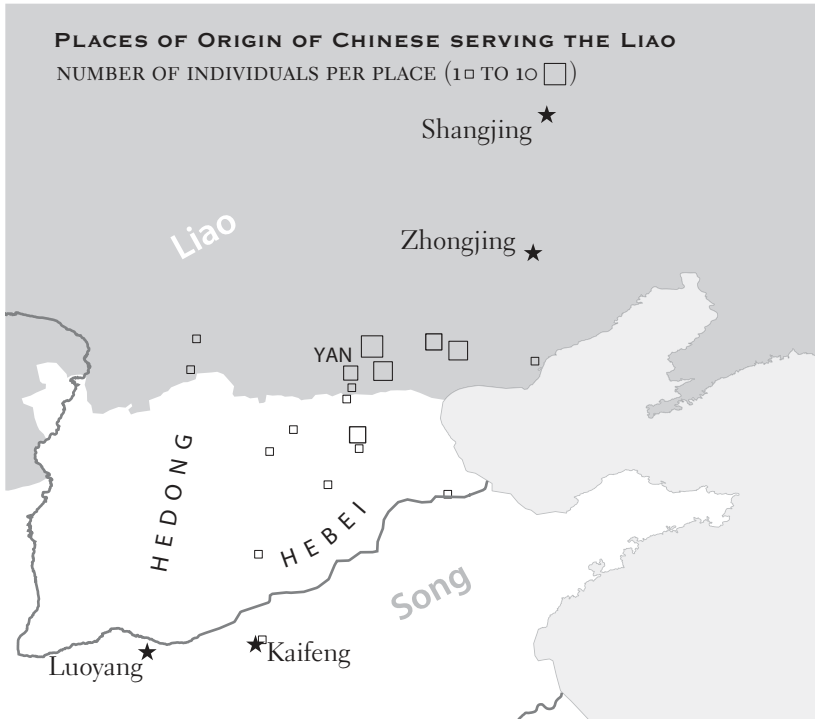 PLACES OF ORIGIN OF CHINESE SERVING THE LIAO
NUMBER OF INDIVIDUALS PER PLACE (1 TO 10 )
Shangjing
Liao
Zhongjing
YAN
HEDONG
HEBEI
Song
Luoyang
Kaifeng